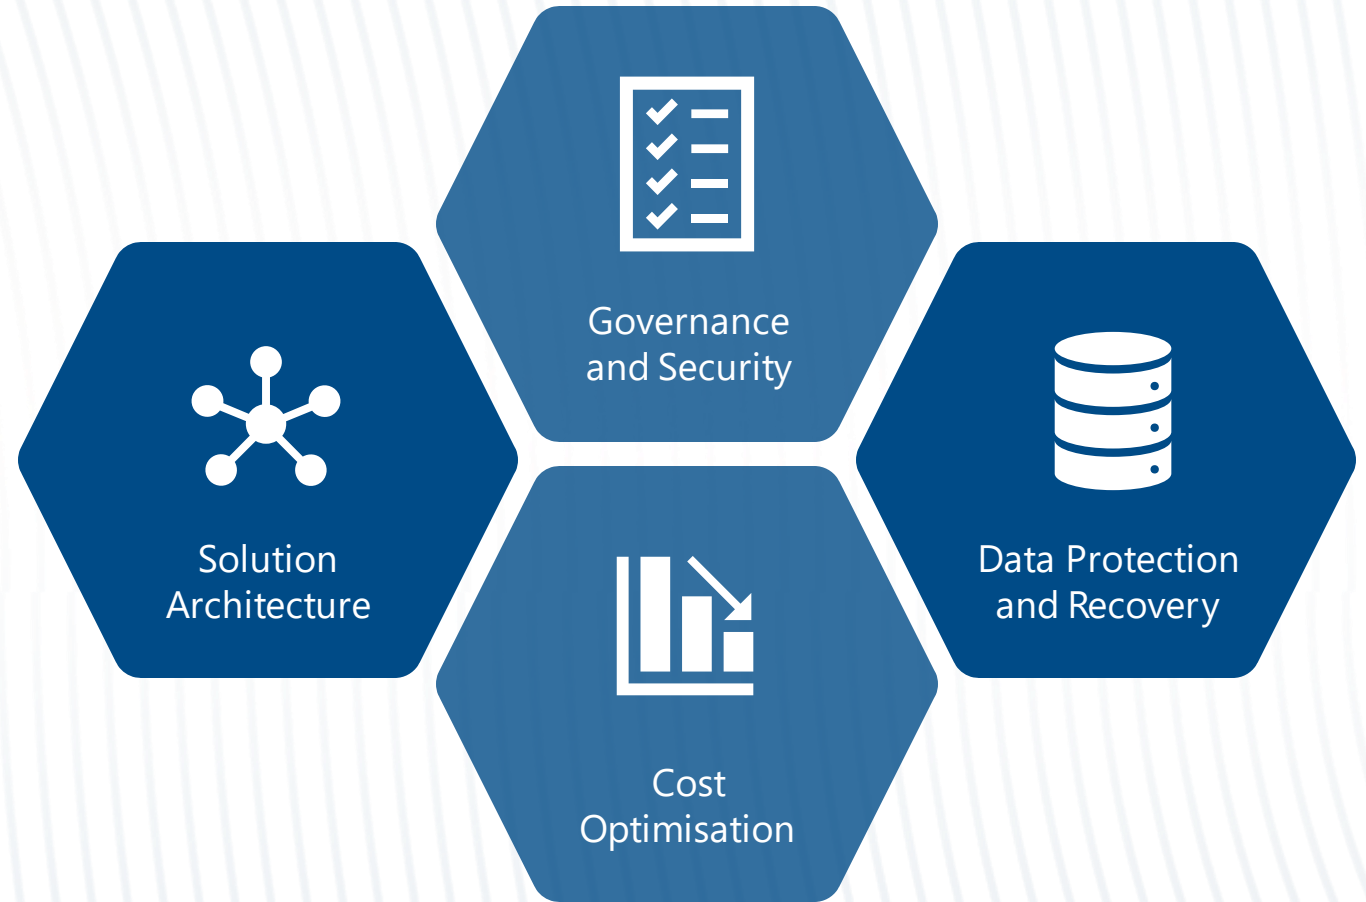 Governance
and Security
Solution
Architecture
Data Protection
and Recovery
Cost
Optimisation